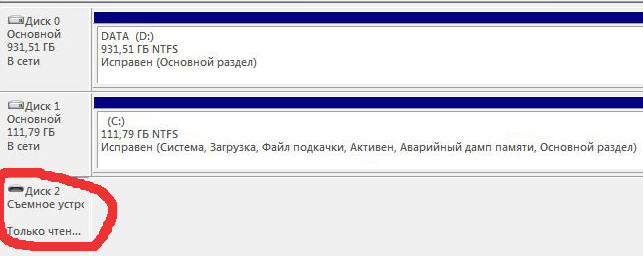 Диск 0
Основной
931,51 ГБ
В сети
DATA (D:)
931,51 ГБ NTFS
Исправен (Основной раздел)
Диск 1
Основной
111,79 ГБ
В сети
(C:)
111,79 ГБ NTFS
Исправен (Система, Загрузка, Файл подкачки, Активен, Аварийный дамп памяти, Основной раздел)
Диск 2
Съемное устро
Только чтен...